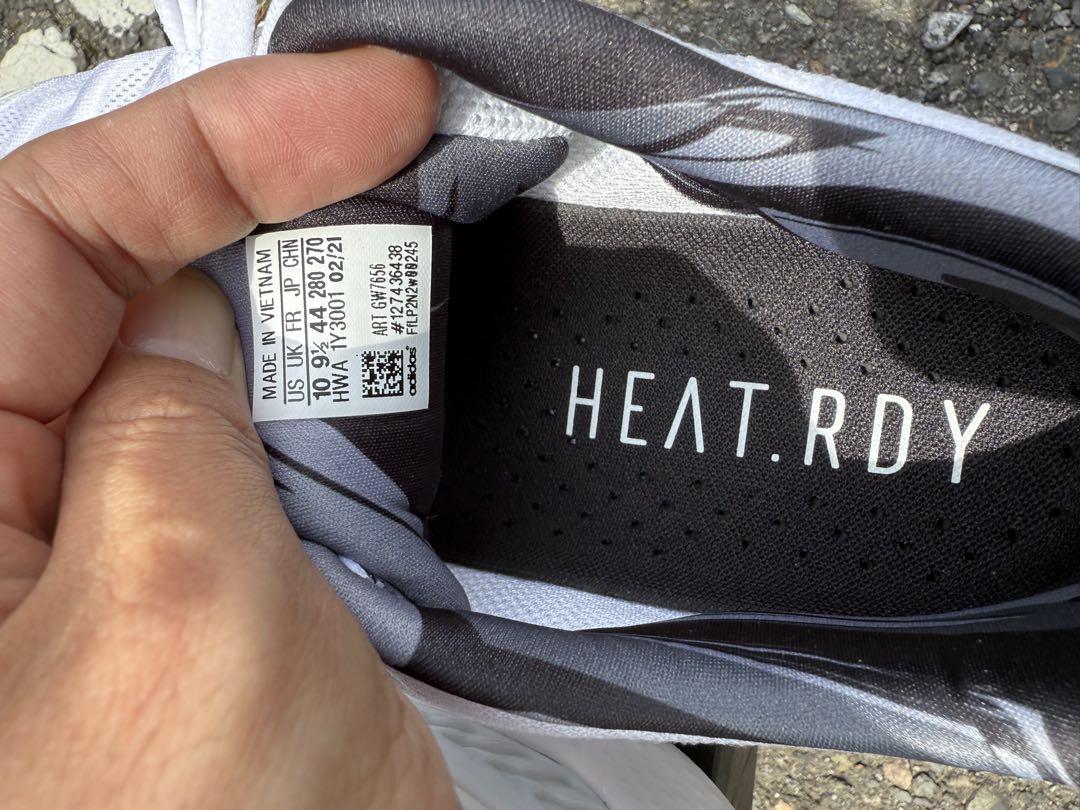 MADE IN VIETNAM
US UK FR JP CHN
10 9½ 44 280 270
HWA 1Y3001 02/21
ART GW7656
#127436438
FfLP2N2w00245
adidas
HEAT.RDY